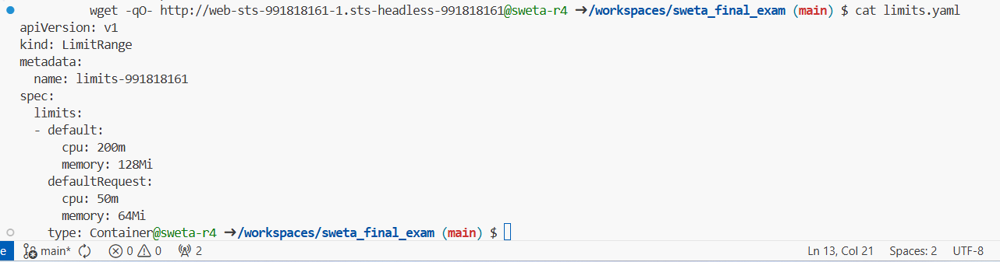 wget -qO- http://web-sts-991818161-1.sts-headless-991818161@sweta-r4 ➜/workspaces/sweta_final_exam (main) $ cat limits.yaml
apiVersion: v1
kind: LimitRange
metadata:
  name: limits-991818161
spec:
  limits:
  - default:
      cpu: 200m
      memory: 128Mi
    defaultRequest:
      cpu: 50m
      memory: 64Mi
    type: Container@sweta-r4 ➜/workspaces/sweta_final_exam (main) $
e main* 0 0 2 Ln 13, Col 21 Spaces: 2 UTF-8